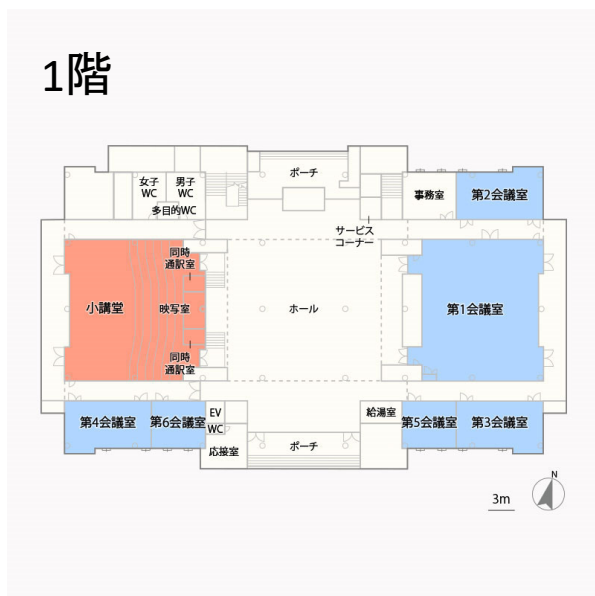 1階
ポーチ
女子
WC
男子
WC
多目的WC
事務室
第2会議室
サービス
コーナー
同時
通訳室
小講堂
映写室
ホール
第1会議室
同時
通訳室
第4会議室
第6会議室
EV
WC
応接室
ポーチ
給湯室
第5会議室
第3会議室
3m
N